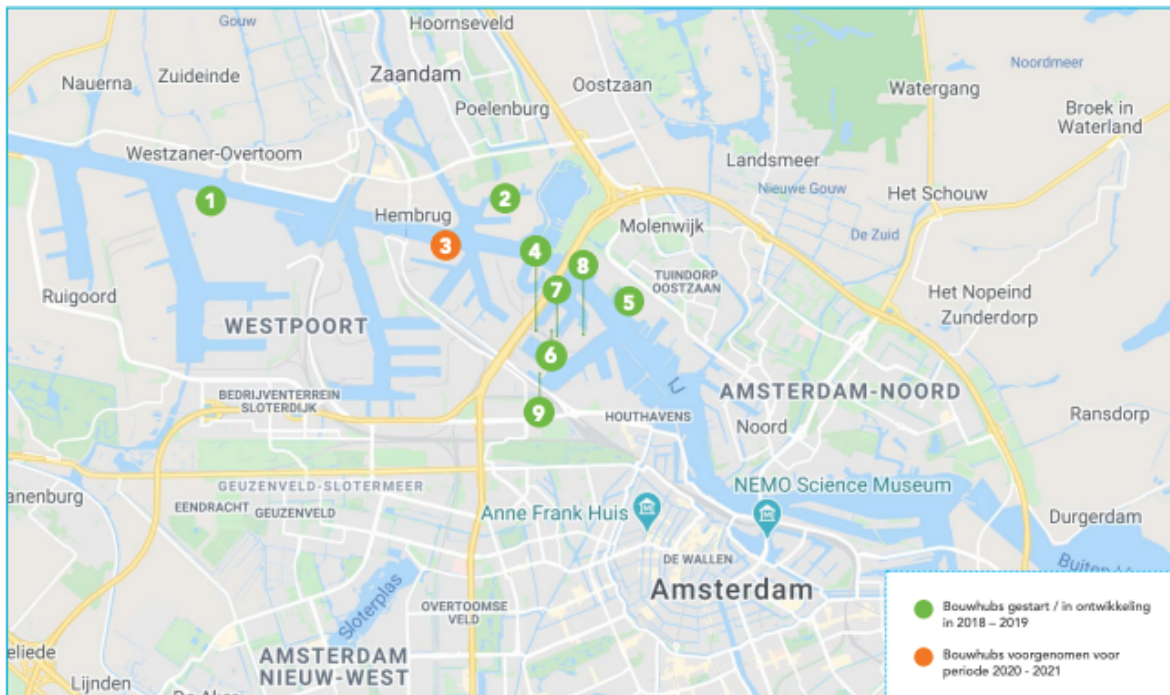 Gouw
Hoornseveld
Nauerna
Zuideinde
Zaandam
Oostzaan
Poelenburg
Watergang
Noordmeer
Broek in
Waterland
Westzaner-Overtoom
Landsmeer
Nieuwe Gouw
Het Schouw
1
2
Hembrug
3
4
8
Molenwijk
De Zuid
TUINDORP
OOSTZAAN
7
5
Ruigoord
Het Nopeind
Zunderdorp
WESTPOORT
6
BEDRIJVENTERREIN
SLOTERDIJK
9
HOUTHAVENS
AMSTERDAM-NOORD
Noord
Ransdorp
GEUZENVELD-SLOTERMEER
NEMO Science Museum
anenburg
EENDRACHT
GEUZENVELD
Anne Frank Huis
Durgerdam
DE WALLEN
Amsterdam
Sloterplas
OVERTOOMSE
VELD
eliede
AMSTERDAM
NIEUW-WEST
Lijnden
Bouwhubs gestart / in ontwikkeling
in 2018 – 2019
Bouwhubs voorgenomen voor
periode 2020 - 2021